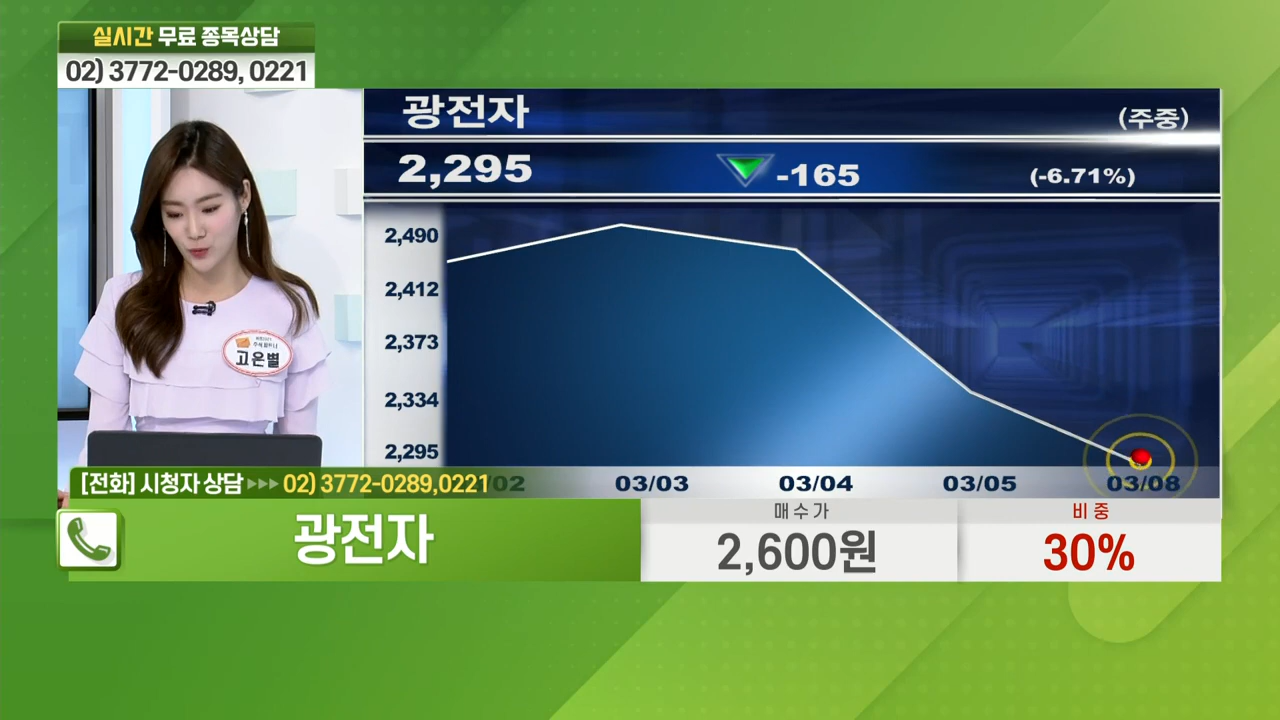 실시간 무료 종목상담
02) 3772-0289, 0221
광전자
(주중)
2,295
-165
(-6.71%)
2,490
2,412
2,373
2,334
2,295
02
03/03
03/04
03/05
03/08
고은별
[전화] 시청자 상담 ▶▶▶ 02) 3772-0289,0221
광전자
매수가
2,600원
비중
30%